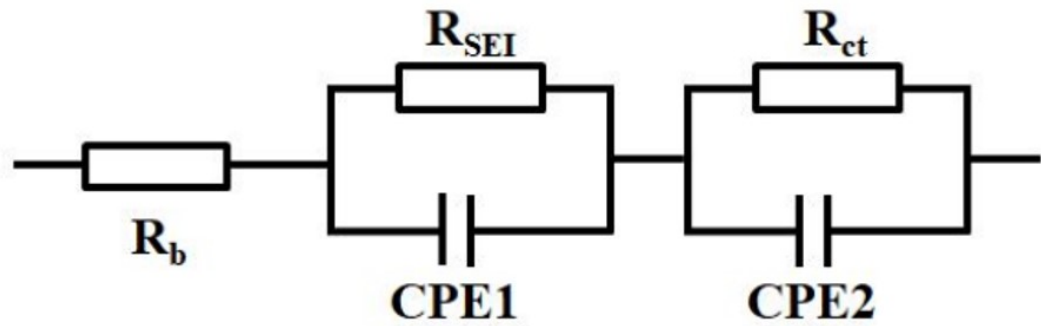 R_SEI
R_ct
R_b
CPE1
CPE2